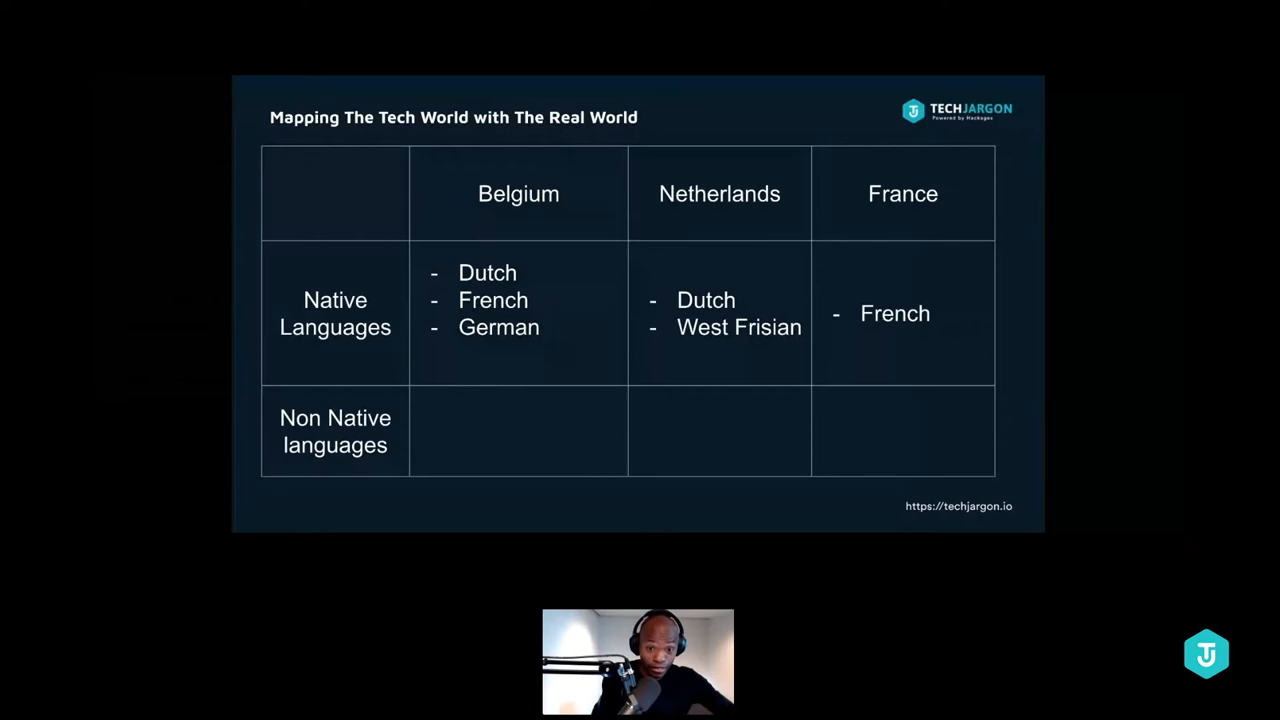 Mapping The Tech World with The Real World
TECHJARGON
Powered by Hackages
Belgium
Netherlands
France
Native
Languages
- Dutch
- French
- German
- Dutch
- West Frisian
- French
Non Native
languages
https://techjargon.io